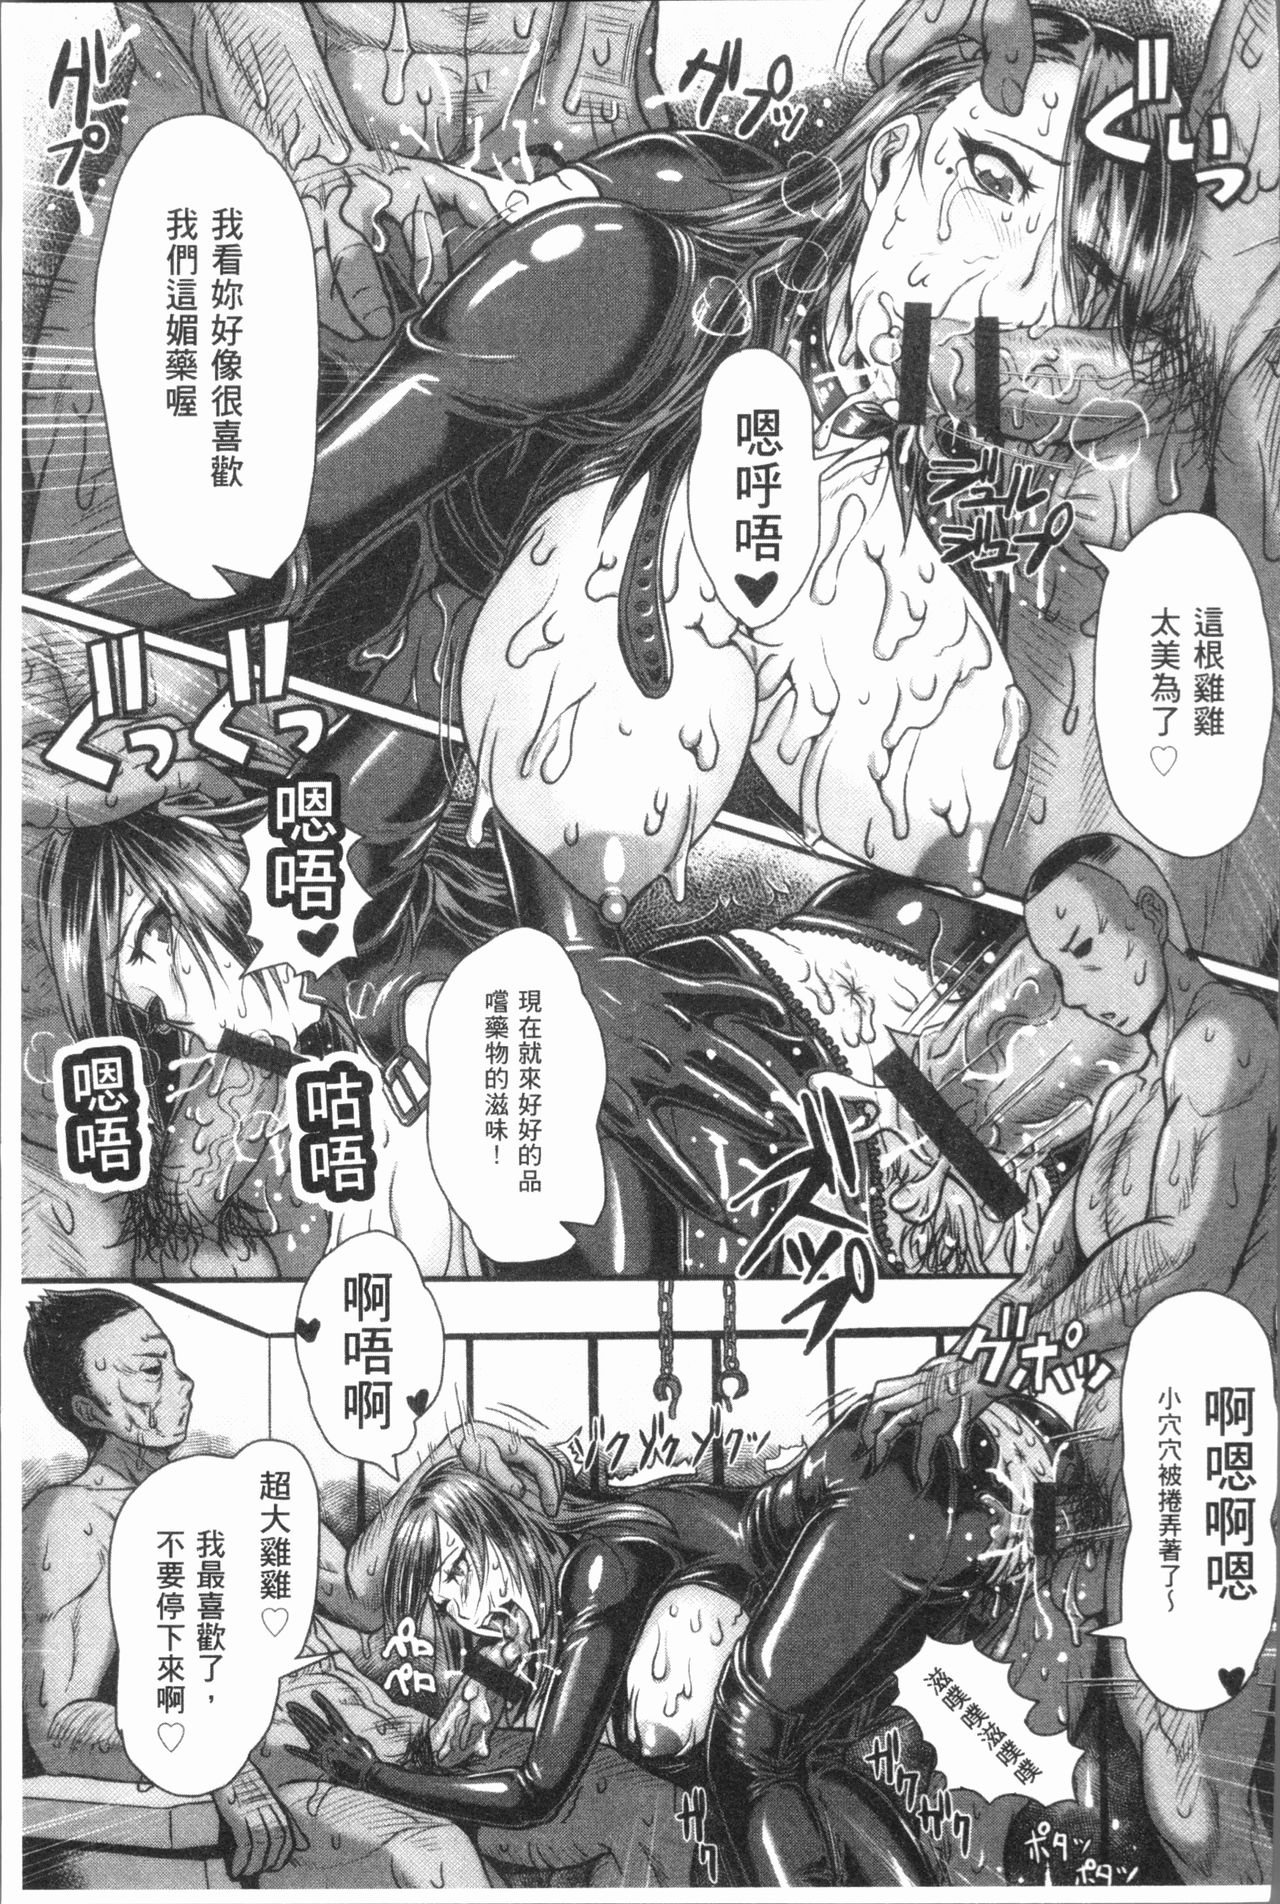 ぐいっ
グプッ
グプ
這根雞雞
太美為了♡
嗯呼唔♥
我看妳好像很喜歡
我們這媚藥喔
ヂュル
ヂュプ
ぐっぐっ
嗯唔♥
嗯唔
咕唔
現在就來好好的品
嚐藥物的滋味！
ズブ
グポッ
啊嗯啊嗯♥
小穴穴被捲弄著了～
啊唔啊
ゾクゾクゾクッ
超大雞雞♡
我最喜歡了，
不要停下來啊♡
滋噗噗滋噗噗
ガクガク
ポタッ
ポタッ